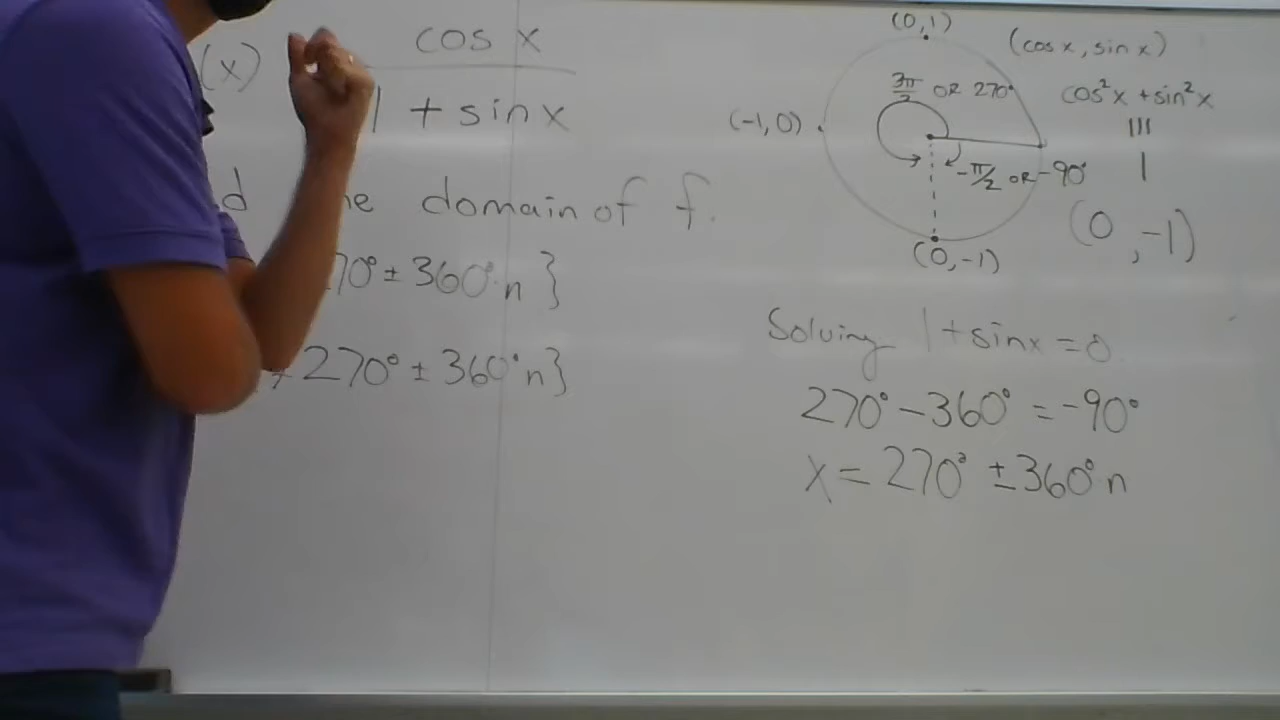 (x) cos x
1 + sin x
d he domain of f.
70° ± 360° n }
≠ 270° ± 360° n}
(0, 1)
(cos x, sin x)
3π/2 OR 270°
cos²x + sin²x
(-1, 0)
≡
1
-π/2 OR -90°
(0, -1)
(0, -1)
Solving 1 + sin x = 0
270° - 360° = -90°
x = 270° ± 360° n